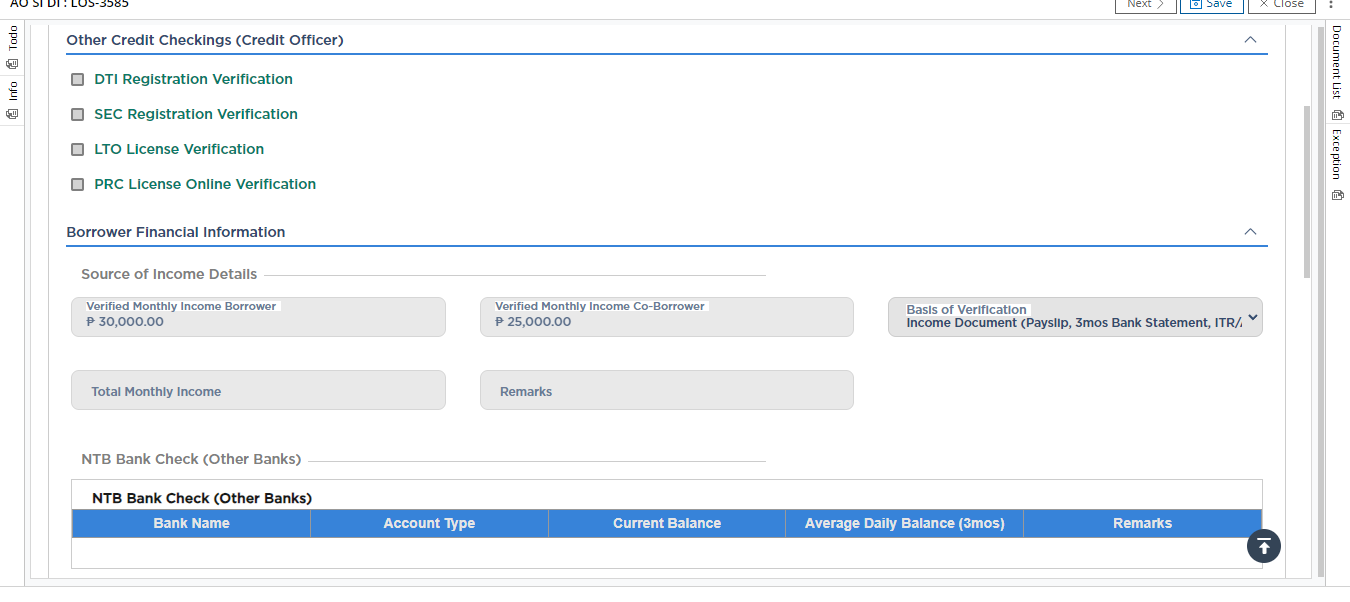 AO SI DI : LOS-3585
Next
Save
Close
Todo
Info
Document List
Exception
Other Credit Checkings (Credit Officer)
DTI Registration Verification
SEC Registration Verification
LTO License Verification
PRC License Online Verification
Borrower Financial Information
Source of Income Details
Verified Monthly Income Borrower
₱ 30,000.00
Verified Monthly Income Co-Borrower
₱ 25,000.00
Basis of Verification
Income Document (Payslip, 3mos Bank Statement, ITR/
Total Monthly Income
Remarks
NTB Bank Check (Other Banks)
NTB Bank Check (Other Banks)
Bank Name Account Type Current Balance Average Daily Balance (3mos) Remarks